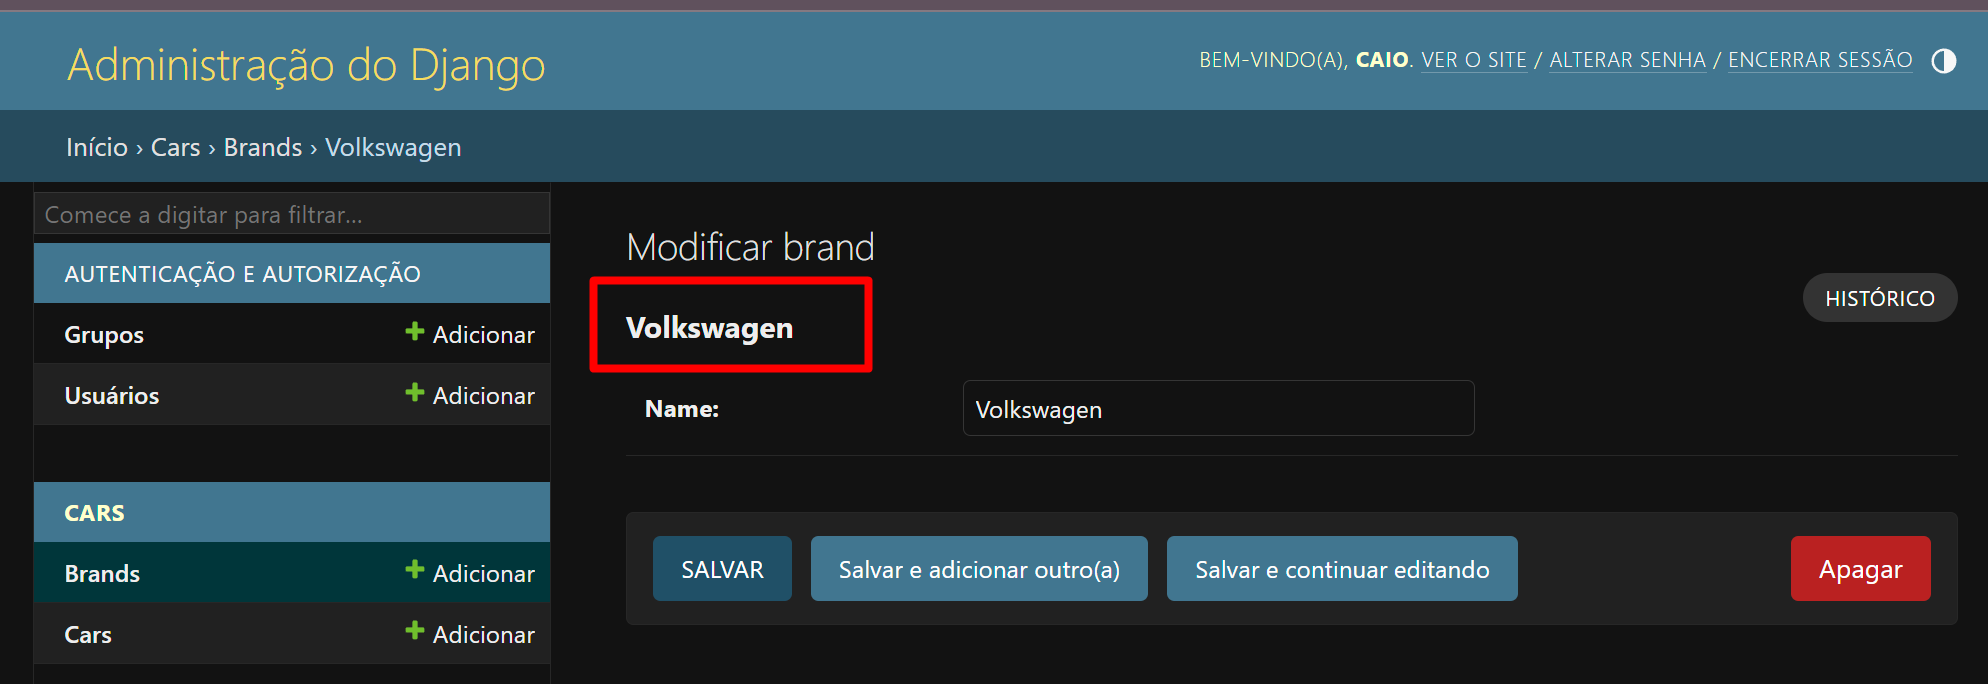 Administração do Django
BEM-VINDO(A), CAIO. VER O SITE / ALTERAR SENHA / ENCERRAR SESSÃO
Início › Cars › Brands › Volkswagen
Comece a digitar para filtrar...
AUTENTICAÇÃO E AUTORIZAÇÃO
Grupos
Adicionar
Usuários
Adicionar
CARS
Brands
Adicionar
Cars
Adicionar
Modificar brand
Volkswagen
HISTÓRICO
Name:
Volkswagen
SALVAR
Salvar e adicionar outro(a)
Salvar e continuar editando
Apagar